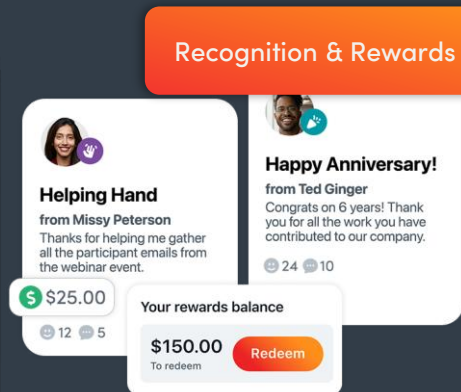 Recognition & Rewards
Helping Hand
from Missy Peterson
Thanks for helping me gather
all the participant emails from
the webinar event.
$ $25.00
12 5
Happy Anniversary!
from Ted Ginger
Congrats on 6 years! Thank
you for all the work you have
contributed to our company.
24 10
Your rewards balance
$150.00
To redeem
Redeem